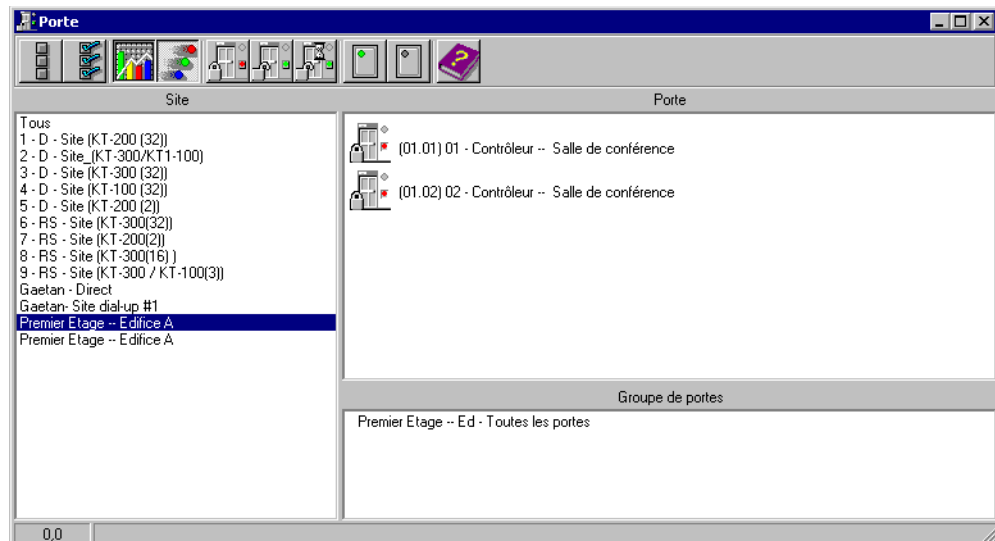 Porte
Site
Porte
Tous
1 - D - Site (KT-200 (32))
2 - D - Site_(KT-300/KT1-100)
3 - D - Site (KT-300 (32))
4 - D - Site (KT-100 (32))
5 - D - Site (KT-200 (2))
6 - RS - Site (KT-300(32))
7 - RS - Site (KT-200(2))
8 - RS - Site (KT-300(16) )
9 - RS - Site (KT-300 / KT-100(3))
Gaetan - Direct
Gaetan- Site dial-up #1
Premier Etage -- Edifice A
Premier Etage -- Edifice A
(01.01) 01 - Contrôleur -- Salle de conférence
(01.02) 02 - Contrôleur -- Salle de conférence
Groupe de portes
Premier Etage -- Ed - Toutes les portes
0,0